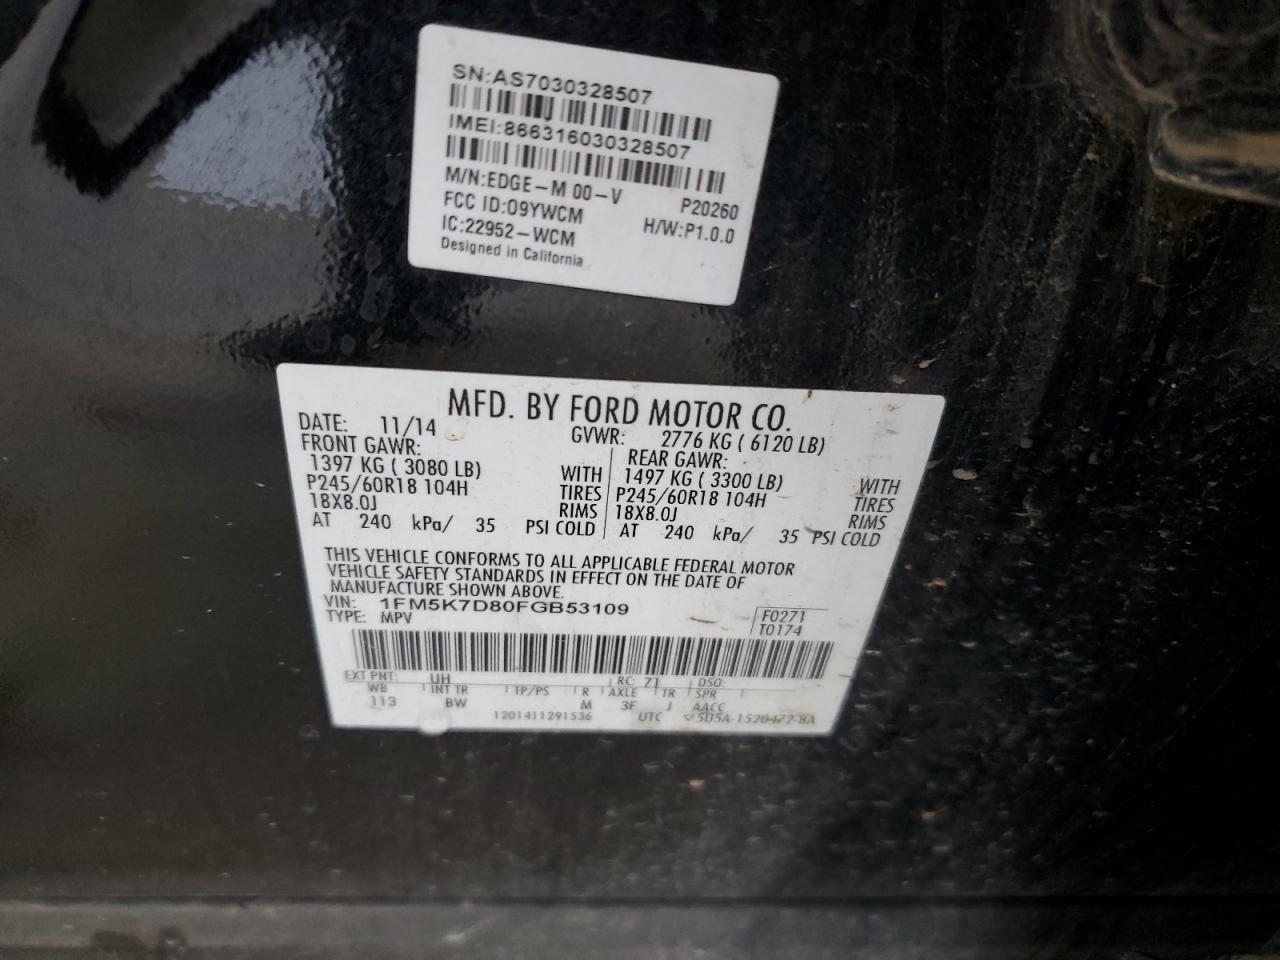 SN:AS7030328507
IMEI:866316030328507
M/N:EDGE-M 00-V P20260
FCC ID:O9YWCM H/W:P1.0.0
IC:22952-WCM
Designed in California
MFD. BY FORD MOTOR CO.
DATE: 11/14 GVWR: 2776 KG ( 6120 LB)
FRONT GAWR: REAR GAWR:
1397 KG ( 3080 LB) WITH 1497 KG ( 3300 LB) WITH
P245/60R18 104H TIRES P245/60R18 104H TIRES
18X8.0J RIMS 18X8.0J RIMS
AT 240 kPa/ 35 PSI COLD AT 240 kPa/ 35 PSI COLD
THIS VEHICLE CONFORMS TO ALL APPLICABLE FEDERAL MOTOR
VEHICLE SAFETY STANDARDS IN EFFECT ON THE DATE OF
MANUFACTURE SHOWN ABOVE.
VIN: 1FM5K7D80FGB53109 F0271
TYPE: MPV T0174
EXT PNT: UH RC: 71 DSO:
WB INT TR TP/PS R AXLE TR SPR
113 BW M 3F J AACC
1201411291536 UTC 5U5A-1520472-BA